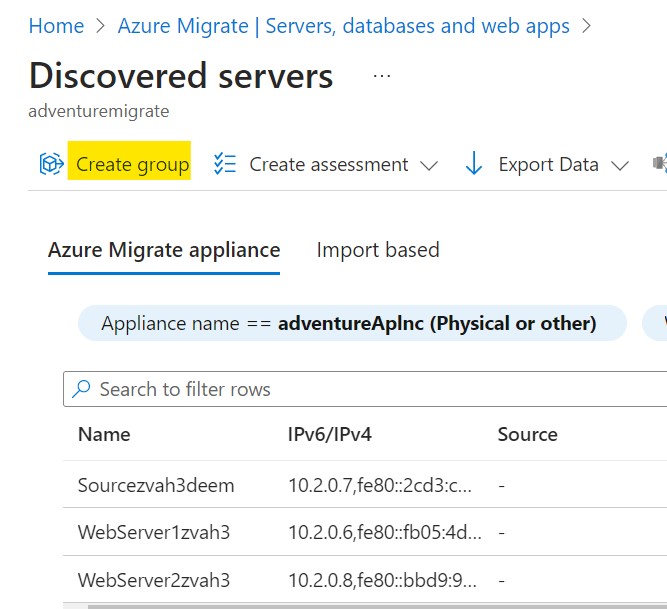 Home > Azure Migrate | Servers, databases and web apps >
Discovered servers ...
adventuremigrate
Create group Create assessment Export Data
Azure Migrate appliance Import based
Appliance name == adventureAplnc (Physical or other)
Search to filter rows
Name IPv6/IPv4 Source
Sourcezvah3deem 10.2.0.7,fe80::2cd3:c... -
WebServer1zvah3 10.2.0.6,fe80::fb05:4d... -
WebServer2zvah3 10.2.0.8,fe80::bbd9:9... -